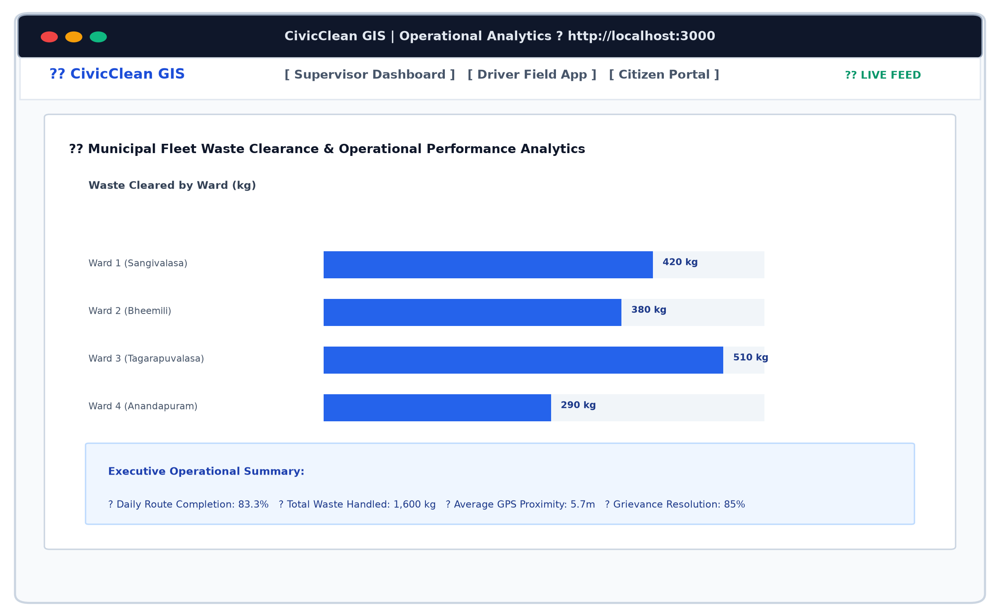 CivicClean GIS | Operational Analytics ? http://localhost:3000
?? CivicClean GIS
[ Supervisor Dashboard ] [ Driver Field App ] [ Citizen Portal ]
?? LIVE FEED
?? Municipal Fleet Waste Clearance & Operational Performance Analytics
Waste Cleared by Ward (kg)
Ward 1 (Sangivalasa) 420 kg
Ward 2 (Bheemili) 380 kg
Ward 3 (Tagarapuvalasa) 510 kg
Ward 4 (Anandapuram) 290 kg
Executive Operational Summary:
? Daily Route Completion: 83.3% ? Total Waste Handled: 1,600 kg ? Average GPS Proximity: 5.7m ? Grievance Resolution: 85%